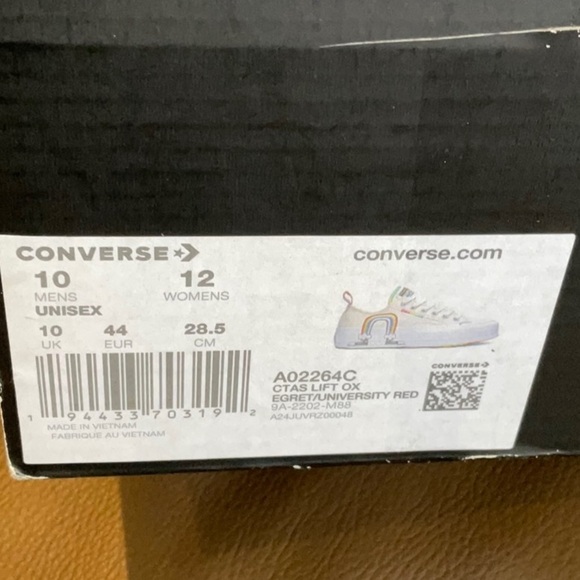 CONVERSE
converse.com
10 12
MENS WOMENS
UNISEX
10 44 28.5
UK EUR CM
1 94433 70319 2
MADE IN VIETNAM
FABRIQUÉ AU VIETNAM
CONVERSE
A02264C
CTAS LIFT OX
EGRET/UNIVERSITY RED
9A-2202-M88
A24JUVRZ00048